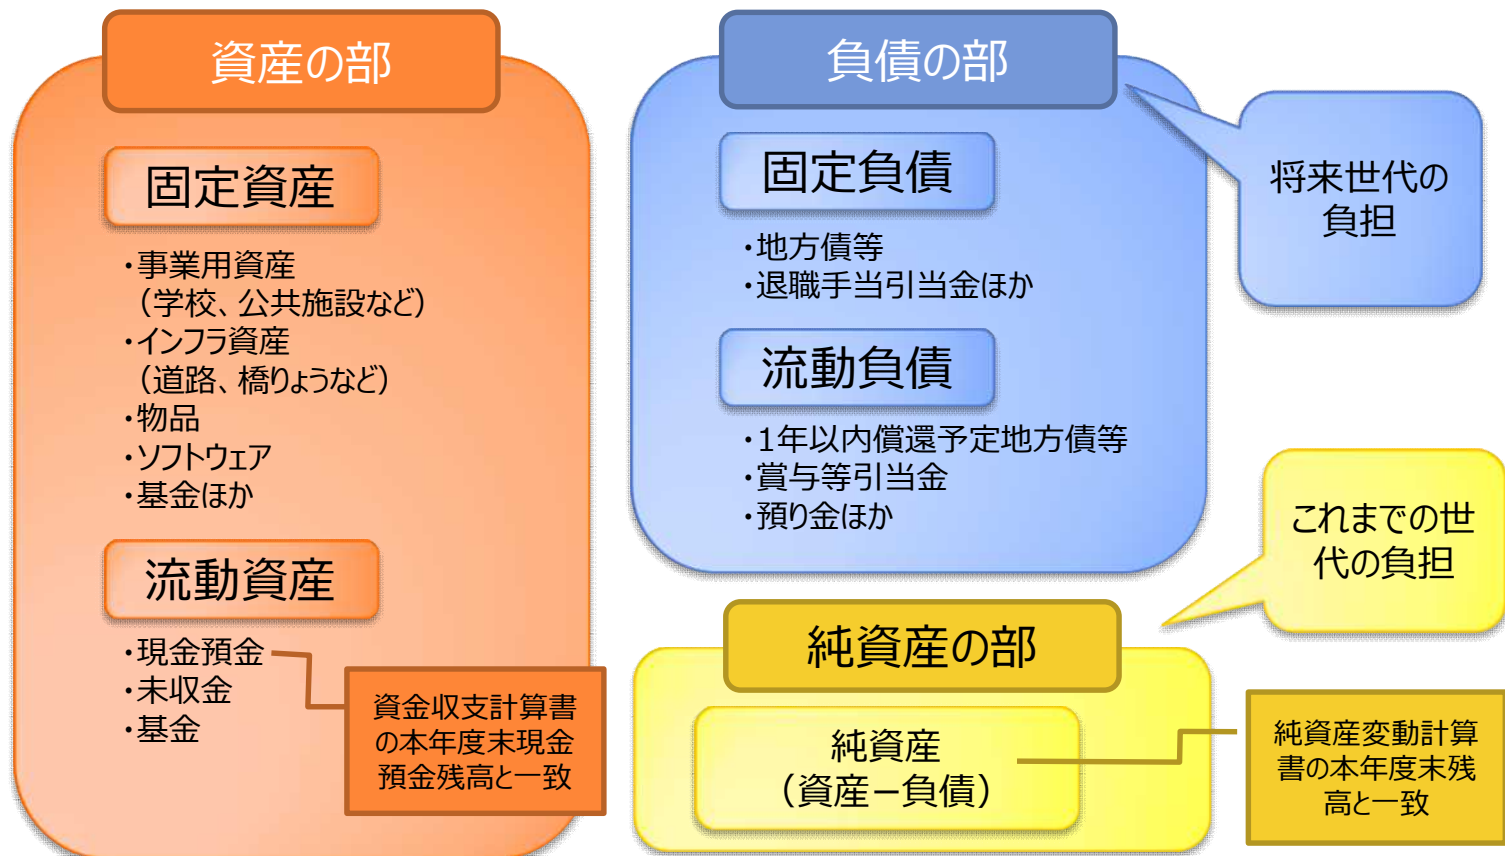 資産の部
固定資産
・事業用資産
（学校、公共施設など）
・インフラ資産
（道路、橋りょうなど）
・物品
・ソフトウェア
・基金ほか
流動資産
・現金預金
・未収金
・基金
資金収支計算書
の本年度末現金
預金残高と一致
負債の部
固定負債
・地方債等
・退職手当引当金ほか
流動負債
・1年以内償還予定地方債等
・賞与等引当金
・預り金ほか
将来世代の
負担
これまでの世
代の負担
純資産の部
純資産
（資産－負債）
純資産変動計算
書の本年度末残
高と一致